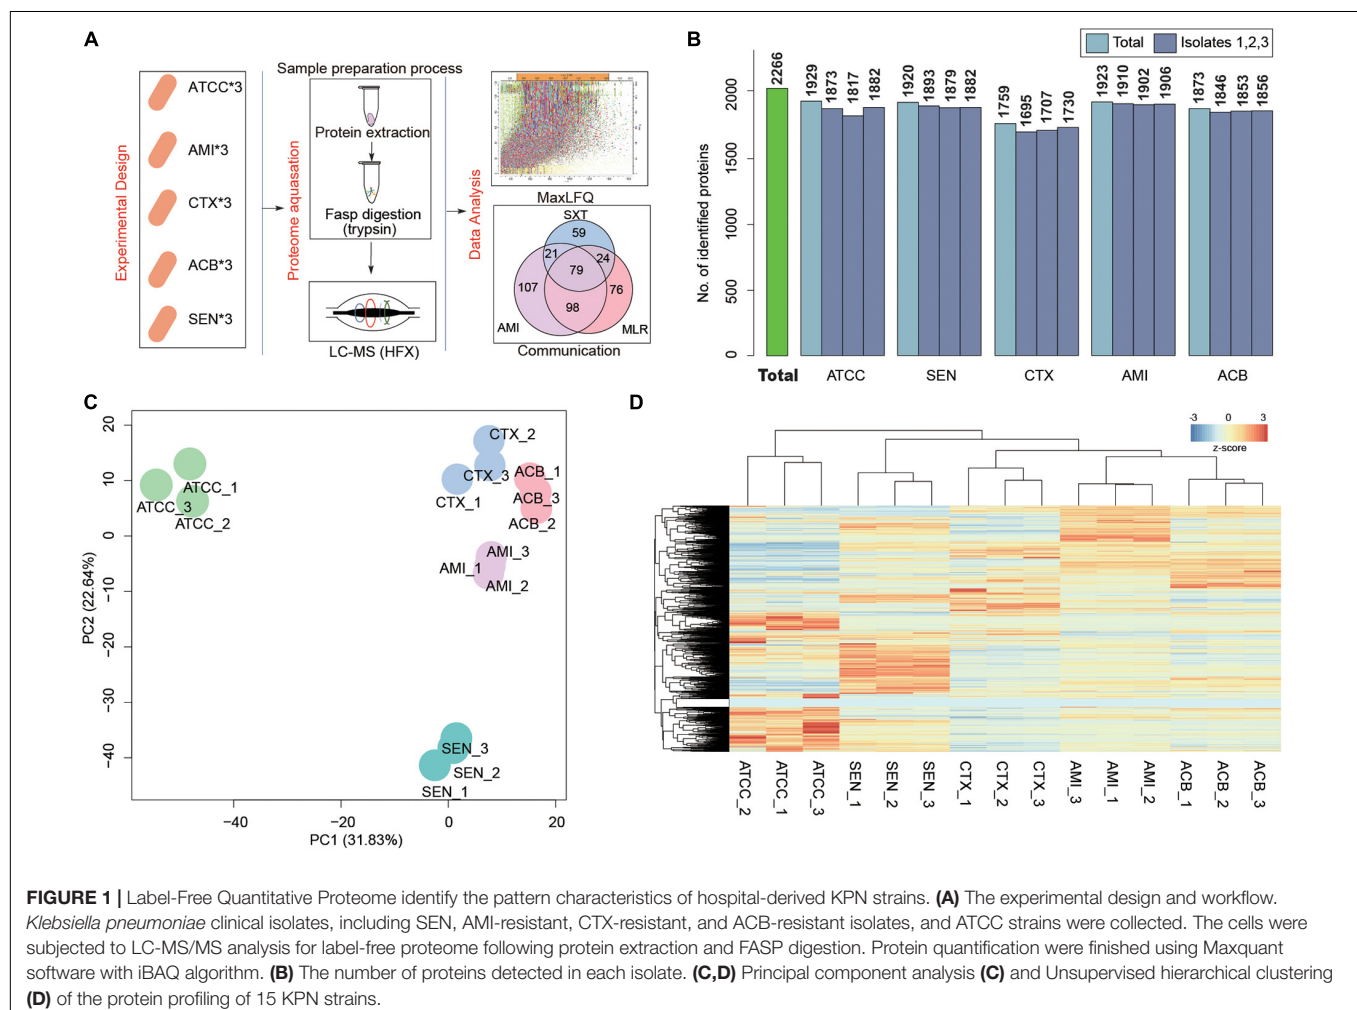 A
Experimental Design
ATCC*3
AMI*3
CTX*3
ACB*3
SEN*3
Proteome aquasation
Sample preparation process
Protein extraction
Fasp digestion
(trypsin)
LC-MS (HFX)
Data Analysis
MaxLFQ
SXT
59
21
24
79
107
76
98
AMI
MLR
Communication
B
Total
Isolates 1,2,3
No. of identified proteins
2000
1500
1000
500
0
2266
1929
1873
1817
1882
1920
1893
1879
1882
1759
1695
1707
1730
1923
1910
1902
1906
1873
1846
1853
1856
Total
ATCC
SEN
CTX
AMI
ACB
C
PC2 (22.64%)
20
10
0
−10
−20
−30
−40
ATCC_1
ATCC_3
ATCC_2
CTX_2
CTX_3
CTX_1
ACB_1
ACB_3
ACB_2
AMI_3
AMI_1
AMI_2
SEN_3
SEN_2
SEN_1
−40
−20
0
20
PC1 (31.83%)
D
-3
0
3
z-score
ATCC_2
ATCC_1
ATCC_3
SEN_1
SEN_2
SEN_3
CTX_1
CTX_2
CTX_3
AMI_3
AMI_1
AMI_2
ACB_1
ACB_2
ACB_3
FIGURE 1 | Label-Free Quantitative Proteome identify the pattern characteristics of hospital-derived KPN strains. (A) The experimental design and workflow.
Klebsiella pneumoniae clinical isolates, including SEN, AMI-resistant, CTX-resistant, and ACB-resistant isolates, and ATCC strains were collected. The cells were
subjected to LC-MS/MS analysis for label-free proteome following protein extraction and FASP digestion. Protein quantification were finished using Maxquant
software with iBAQ algorithm. (B) The number of proteins detected in each isolate. (C,D) Principal component analysis (C) and Unsupervised hierarchical clustering
(D) of the protein profiling of 15 KPN strains.